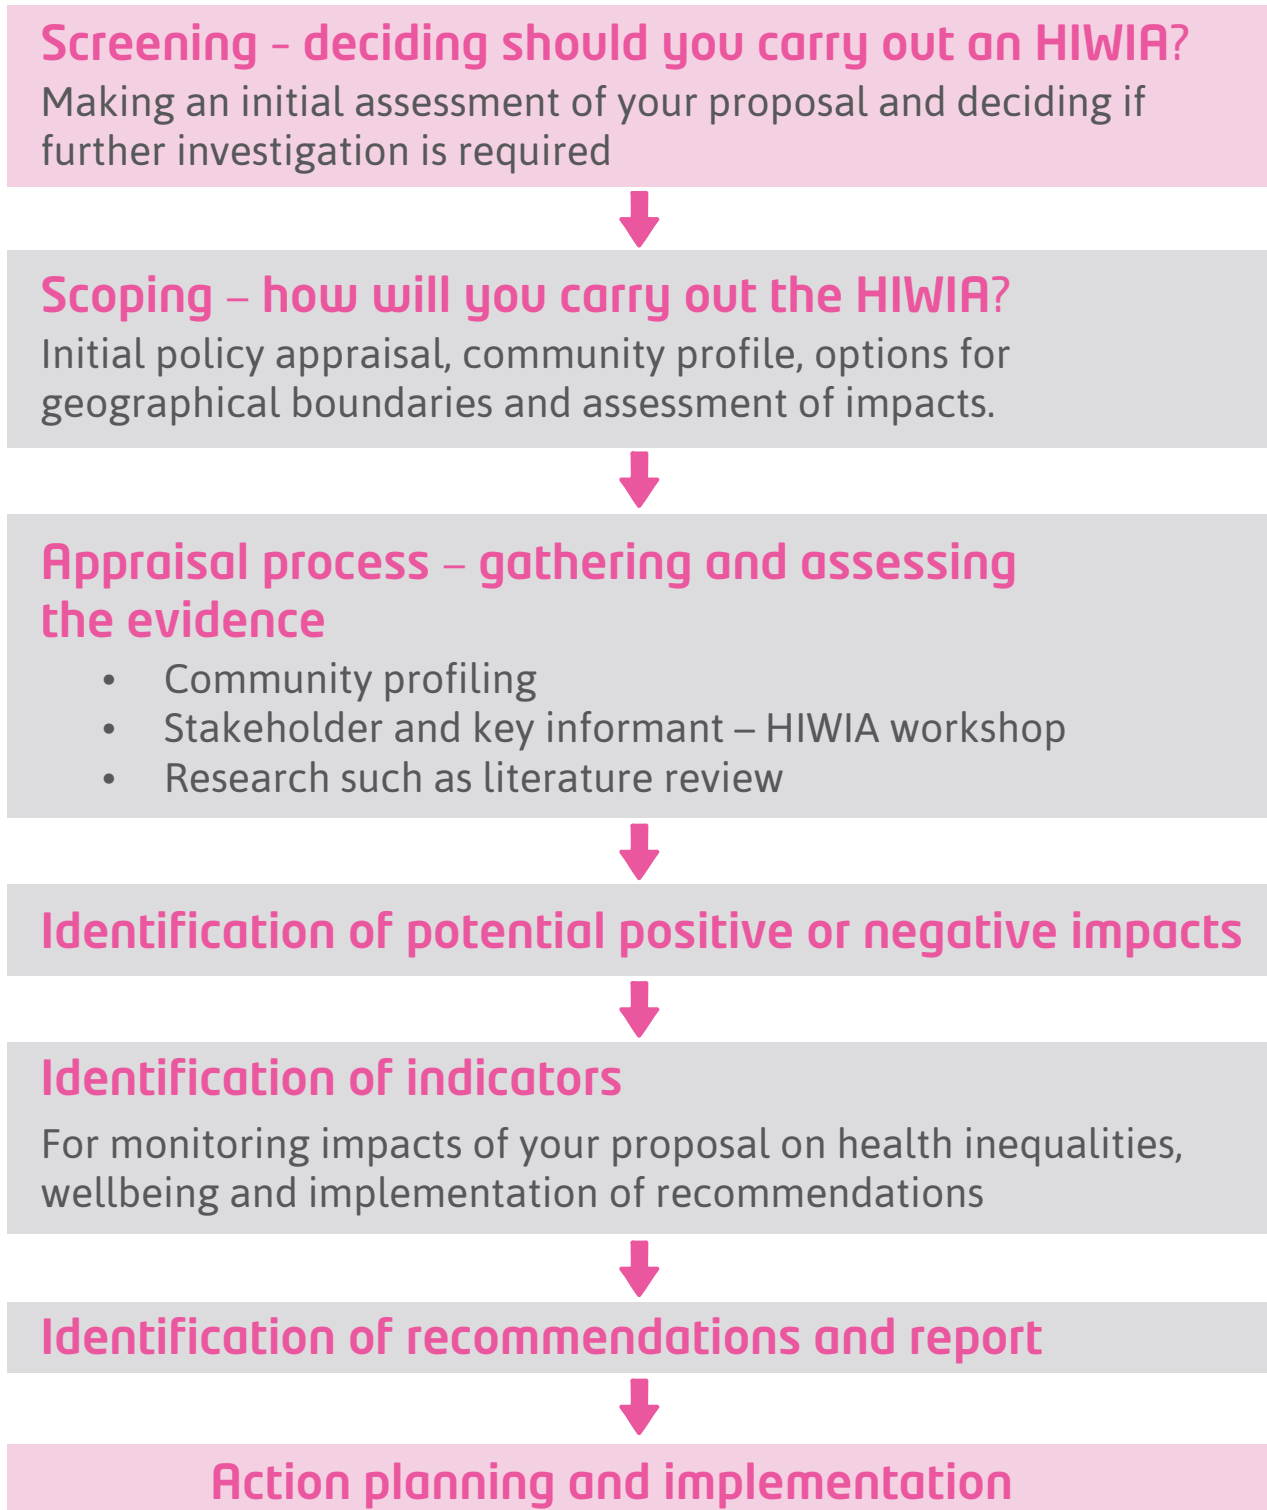 Screening - deciding should you carry out an HIWIA?
Making an initial assessment of your proposal and deciding if
further investigation is required
Scoping – how will you carry out the HIWIA?
Initial policy appraisal, community profile, options for
geographical boundaries and assessment of impacts.
Appraisal process – gathering and assessing
the evidence
• Community profiling
• Stakeholder and key informant – HIWIA workshop
• Research such as literature review
Identification of potential positive or negative impacts
Identification of indicators
For monitoring impacts of your proposal on health inequalities,
wellbeing and implementation of recommendations
Identification of recommendations and report
Action planning and implementation